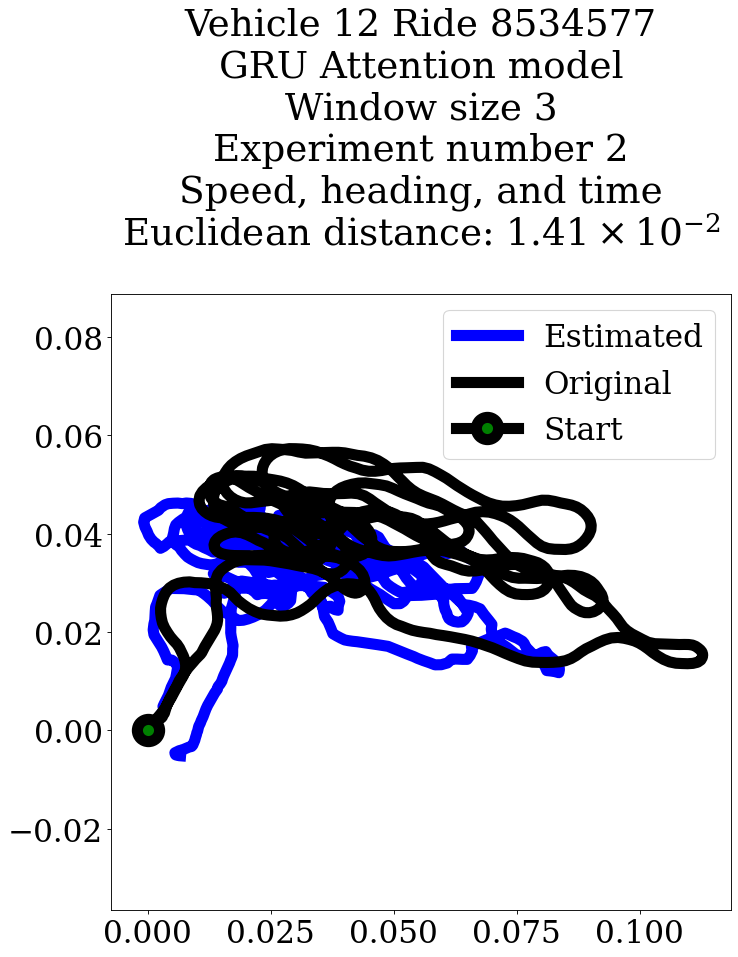 Vehicle 12 Ride 8534577
GRU Attention model
Window size 3
Experiment number 2
Speed, heading, and time
Euclidean distance: 1.41 × 10⁻²
Estimated
Original
Start
0.08
0.06
0.04
0.02
0.00
−0.02
0.000 0.025 0.050 0.075 0.100